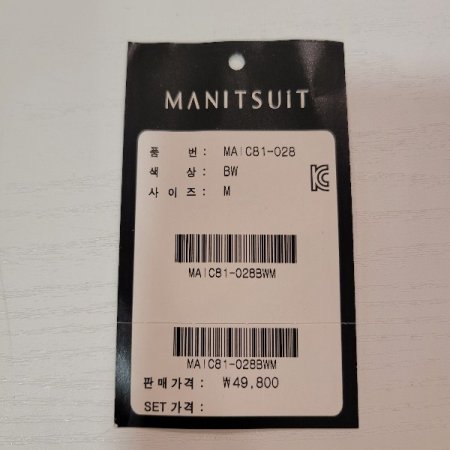 MANITSUIT
품 번 : MAIC81-028
색 상 : BW
사 이 즈 : M
MAIC81-028BWM
MAIC81-028BWM
판매가격 : ₩49,800
SET 가격 :